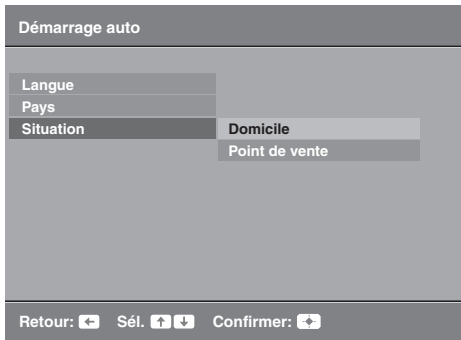 Démarrage auto
Langue
Pays
Situation Domicile
Point de vente
Retour: ← Sél. ↑ ↓ Confirmer: